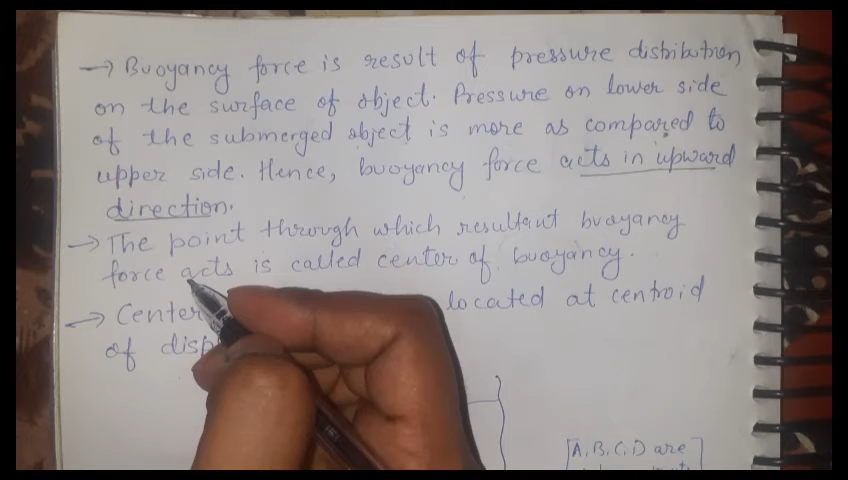 → Buoyancy force is result of pressure distribution
on the surface of object. Pressure on lower side
of the submerged object is more as compared to
upper side. Hence, buoyancy force acts in upward
direction.
→ The point through which resultant buoyancy
force acts is called center of buoyancy.
→ Center located at centroid
of disp
[A, B, C, D are]